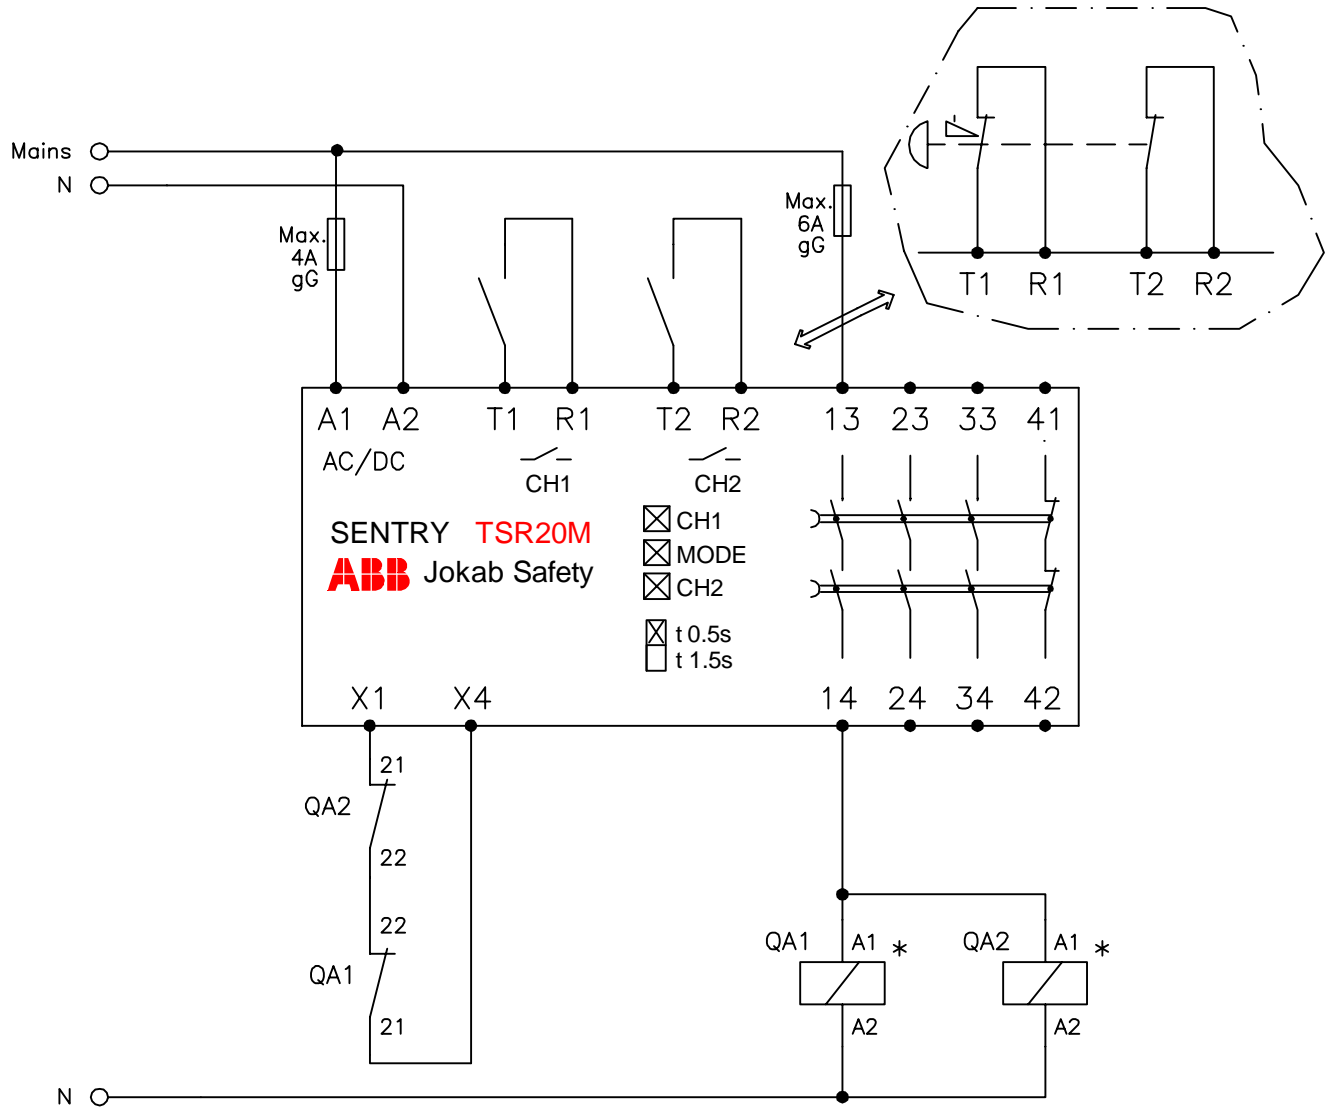 Mains
N
Max.
4A
gG
Max.
6A
gG
T1 R1 T2 R2
A1 A2 T1 R1 T2 R2 13 23 33 41
AC/DC
CH1 CH2
SENTRY TSR20M
ABB Jokab Safety
CH1
MODE
CH2
t 0.5s
t 1.5s
X1 X4 14 24 34 42
21
QA2
22
22
QA1
21
QA1 A1 * QA2 A1 *
A2 A2
N